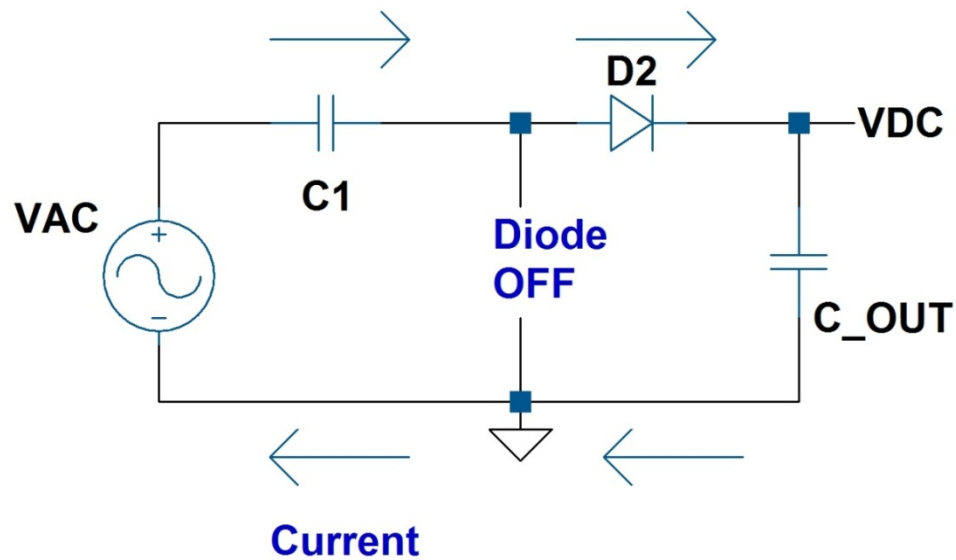 D2
VDC
C1
VAC
Diode
OFF
C_OUT
Current